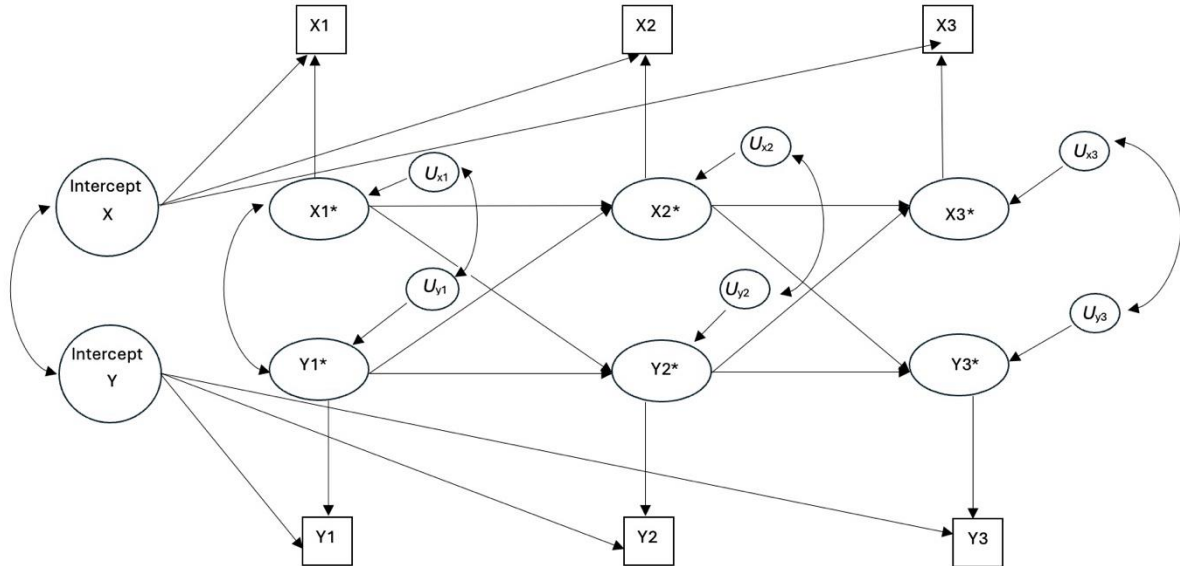 X1
X2
X3
Ux1
Ux2
Ux3
Intercept
X
X1*
X2*
X3*
Uy1
Uy2
Uy3
Intercept
Y
Y1*
Y2*
Y3*
Y1
Y2
Y3